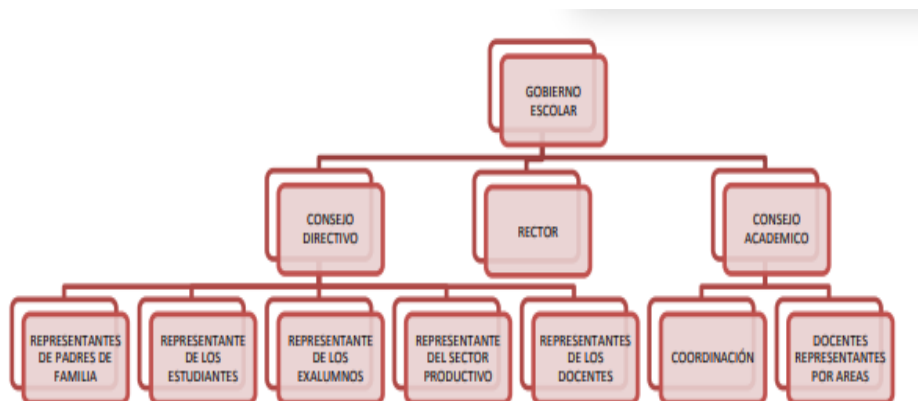 GOBIERNO
ESCOLAR
CONSEJO
DIRECTIVO
RECTOR
CONSEJO
ACADEMICO
REPRESENTANTES
DE PADRES DE
FAMILIA
REPRESENTANTE
DE LOS
ESTUDIANTES
REPRESENTANTE
DE LOS
EXALUMNOS
REPRESENTANTE
DEL SECTOR
PRODUCTIVO
REPRESENTANTES
DE LOS
DOCENTES
COORDINACIÓN
DOCENTES
REPRESENTANTES
POR AREAS